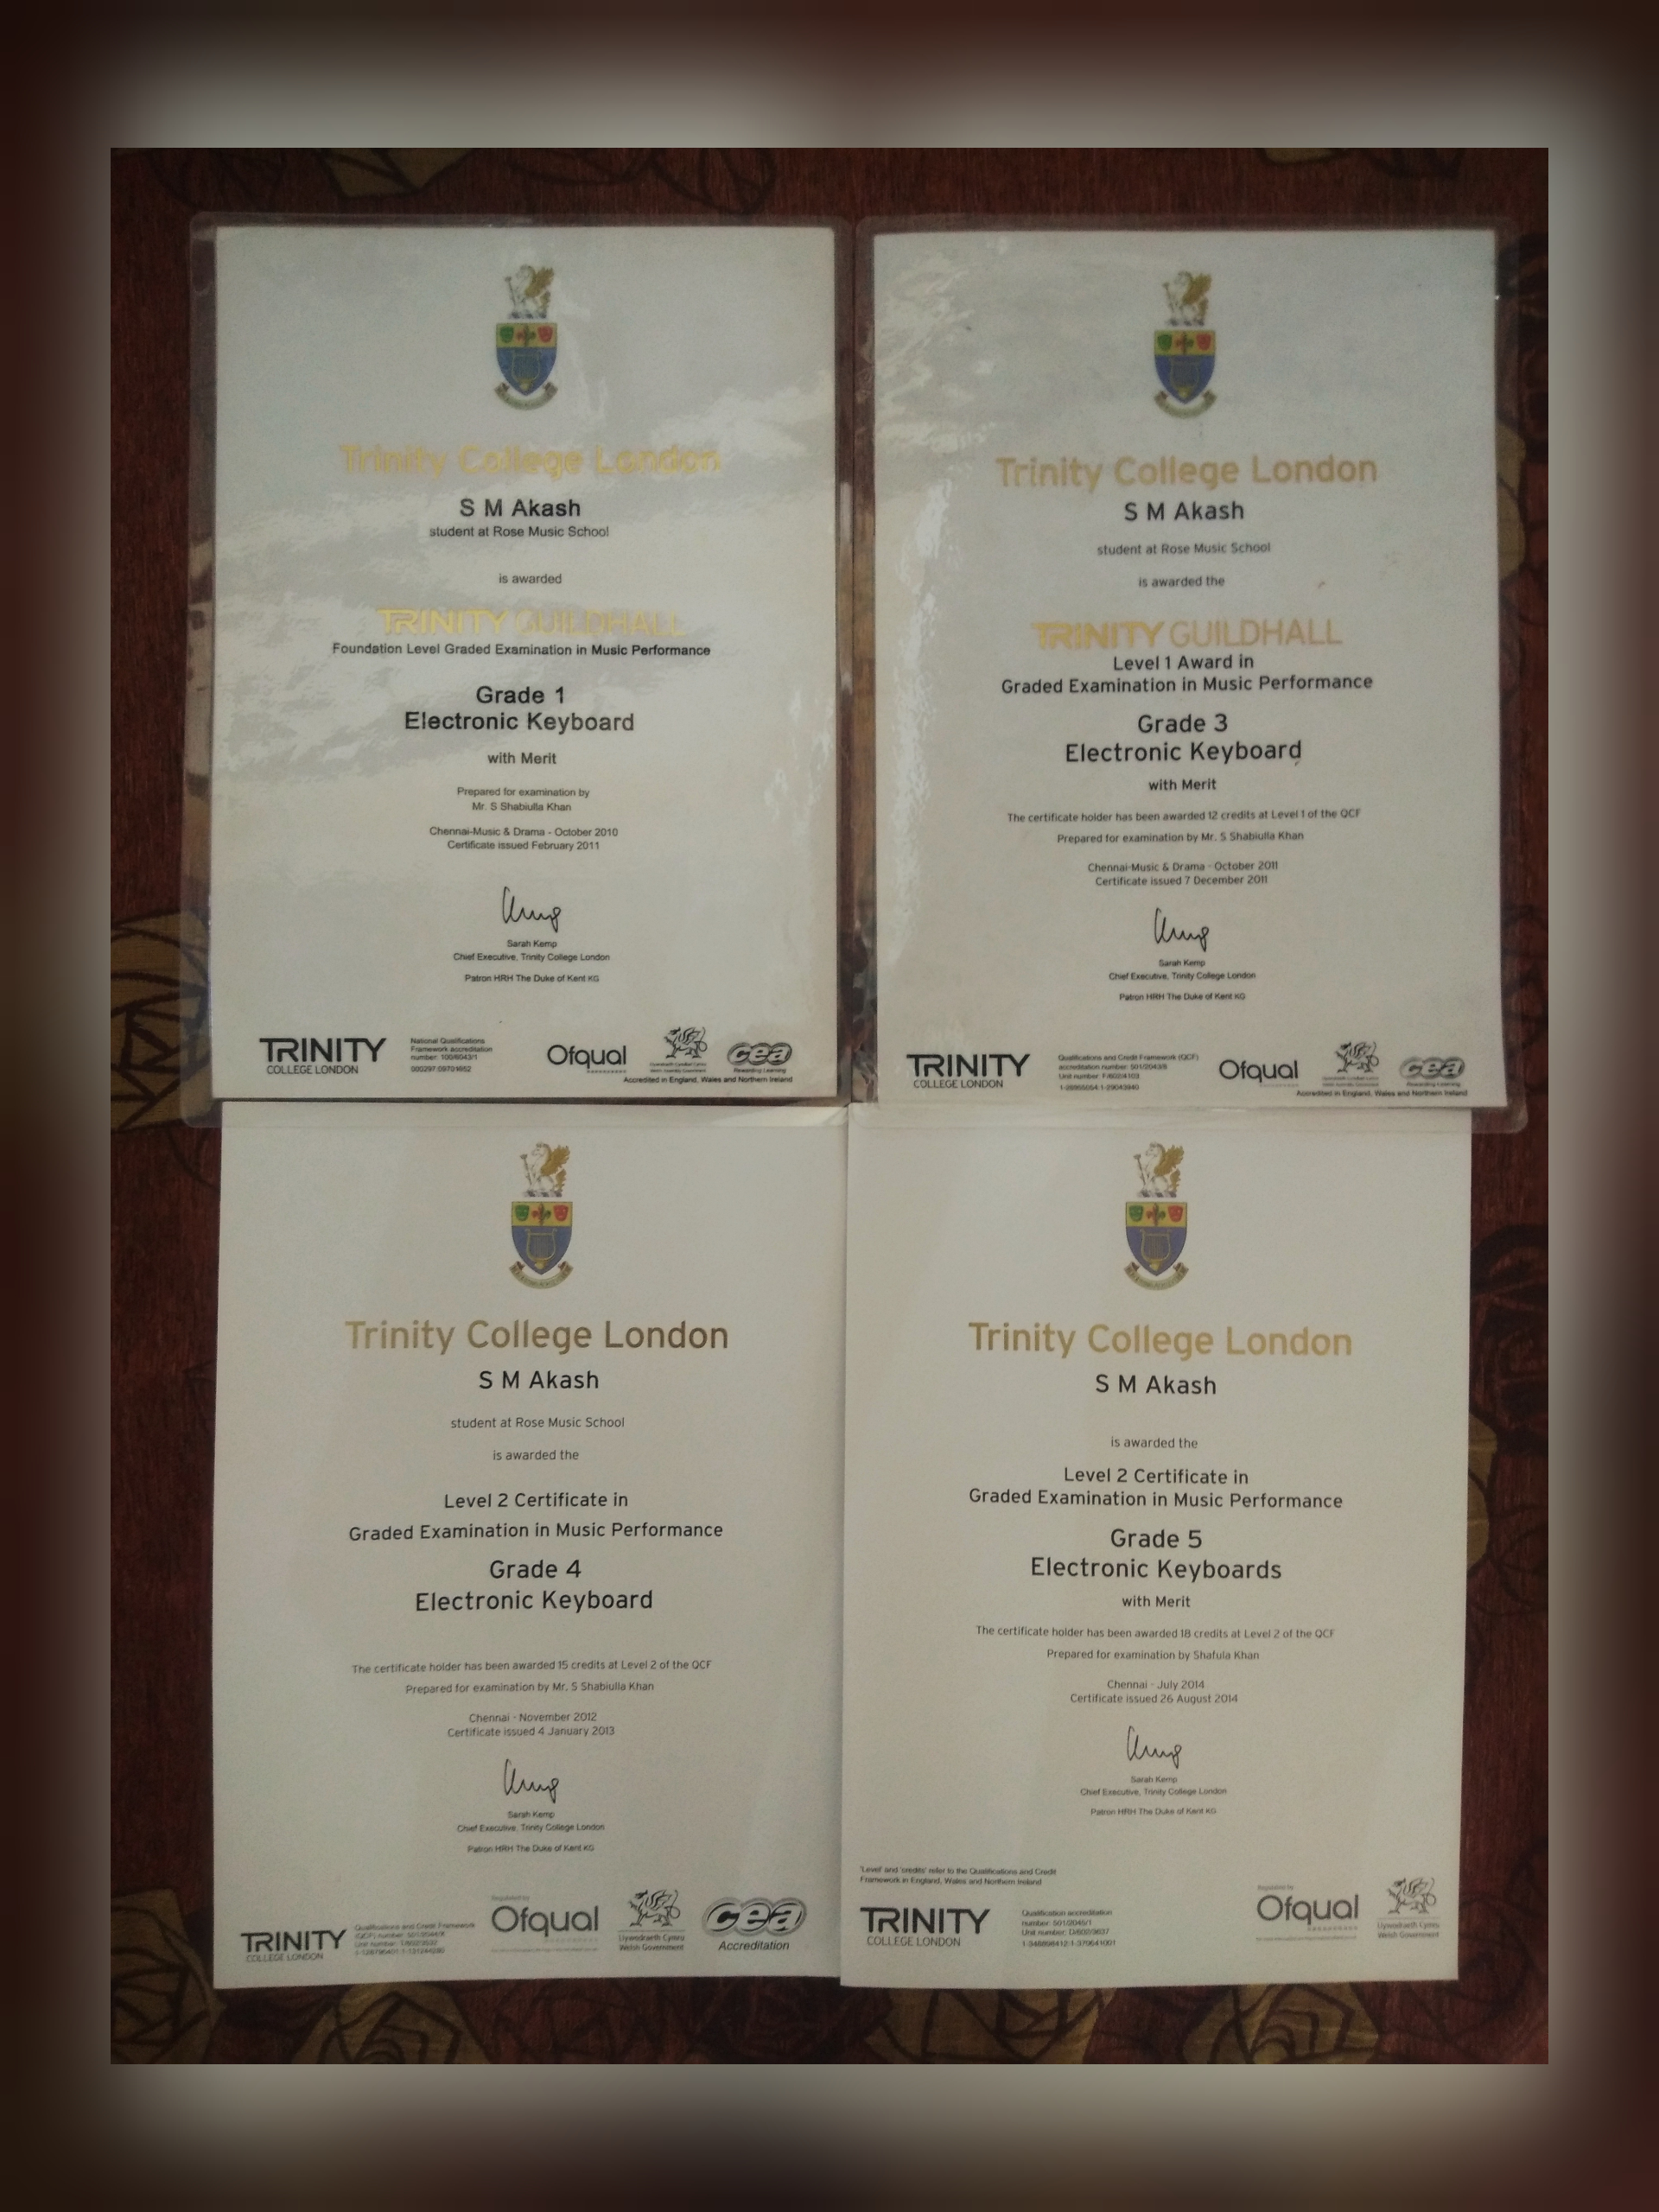 Trinity College London
S M Akash
student at Rose Music School
is awarded
TRINITY GUILDHALL
Foundation Level Graded Examination in Music Performance
Grade 1
Electronic Keyboard
with Merit
Prepared for examination by
Mr. S Shabiulla Khan
Chennai-Music & Drama - October 2010
Certificate issued February 2011
Sarah Kemp
Chief Executive, Trinity College London
Patron HRH The Duke of Kent KG
TRINITY
COLLEGE LONDON
National Qualifications
Framework accreditation
number: 100/6043/1
Ofqual
cea
Rewarding Learning
Accredited in England, Wales and Northern Ireland
Trinity College London
S M Akash
student at Rose Music School
is awarded the
TRINITY GUILDHALL
Level 1 Award in
Graded Examination in Music Performance
Grade 3
Electronic Keyboard
with Merit
The certificate holder has been awarded 12 credits at Level 1 of the QCF
Prepared for examination by Mr. S Shabiulla Khan
Chennai-Music & Drama - October 2011
Certificate issued 7 December 2011
Sarah Kemp
Chief Executive, Trinity College London
Patron HRH The Duke of Kent KG
TRINITY
COLLEGE LONDON
Qualifications and Credit Framework (QCF)
accreditation number: 501/2043/8
Unit number:
Ofqual
cea
Rewarding Learning
Accredited in England, Wales and Northern Ireland
Trinity College London
S M Akash
student at Rose Music School
is awarded the
Level 2 Certificate in
Graded Examination in Music Performance
Grade 4
Electronic Keyboard
The certificate holder has been awarded 15 credits at Level 2 of the QCF
Prepared for examination by Mr. S Shabiulla Khan
Chennai - November 2012
Certificate issued 4 January 2013
Sarah Kemp
Chief Executive, Trinity College London
Patron HRH The Duke of Kent KG
TRINITY
COLLEGE LONDON
Qualifications and Credit Framework
Regulated by
Ofqual
Llywodraeth Cymru
Welsh Government
cea
Accreditation
Trinity College London
S M Akash
is awarded the
Level 2 Certificate in
Graded Examination in Music Performance
Grade 5
Electronic Keyboards
with Merit
The certificate holder has been awarded 18 credits at Level 2 of the QCF
Prepared for examination by Shafula Khan
Chennai - July 2014
Certificate issued 26 August 2014
Sarah Kemp
Chief Executive, Trinity College London
Patron HRH The Duke of Kent KG
'Level' and 'credits' refer to the Qualifications and Credit
Framework in England, Wales and Northern Ireland
TRINITY
COLLEGE LONDON
Qualification accreditation
number: 501/2045/1
Unit number:
Regulated by
Ofqual
Llywodraeth Cymru
Welsh Government